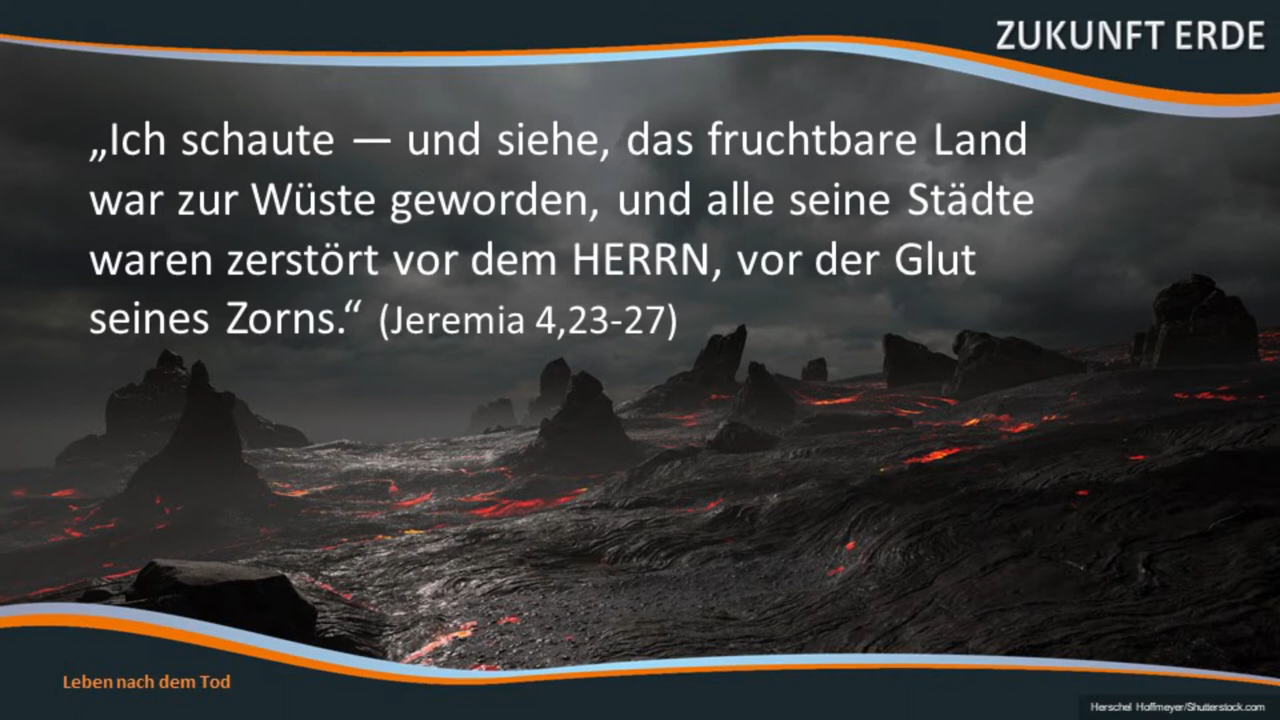 ZUKUNFT ERDE
„Ich schaute — und siehe, das fruchtbare Land
war zur Wüste geworden, und alle seine Städte
waren zerstört vor dem HERRN, vor der Glut
seines Zorns.“ (Jeremia 4,23-27)
Leben nach dem Tod
Herschel Hoffmeyer/Shutterstock.com